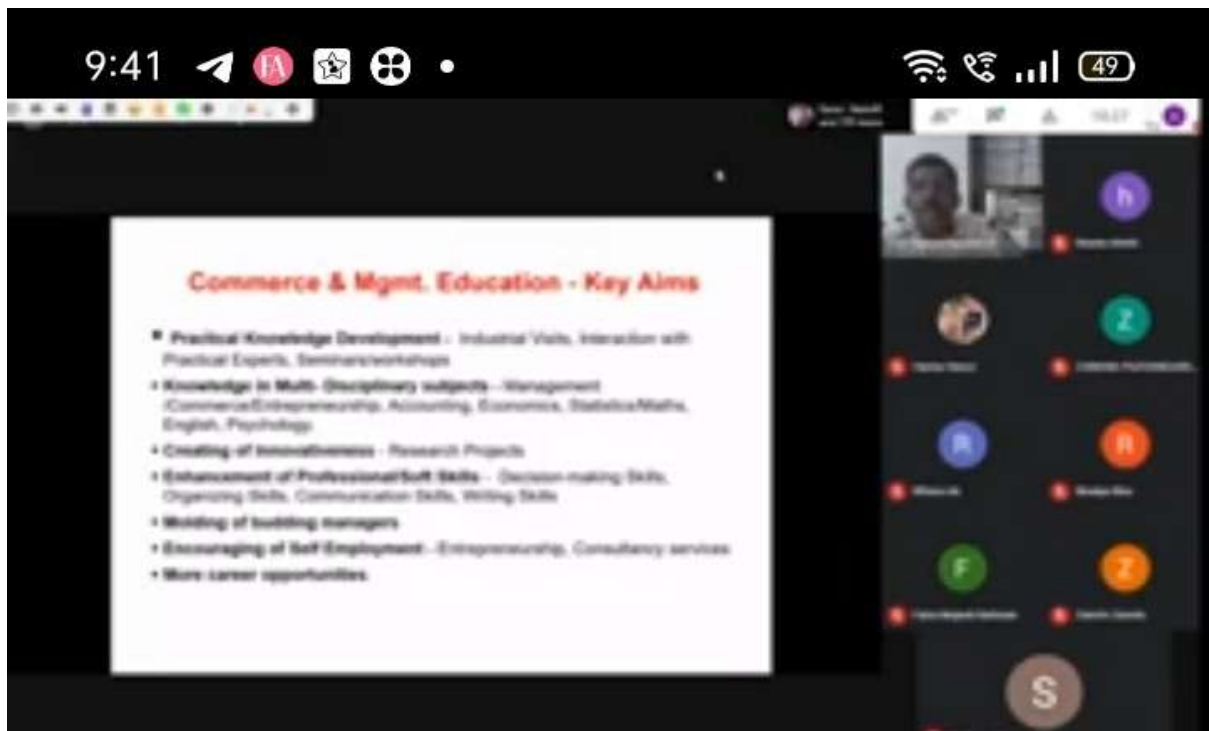 9:41
49
FA
Commerce & Mgmt. Education - Key Aims
▪ Practical Knowledge Development - Industrial Visits, Interaction with
Practical Experts, Seminars/workshops
• Knowledge in Multi- Disciplinary subjects - Management
/Commerce/Entrepreneurship, Accounting, Economics, Statistics/Maths,
English, Psychology
• Creating of Innovativeness - Research Projects
• Enhancement of Professional/Soft Skills - Decision-making Skills,
Organizing Skills, Communication Skills, Writing Skills
• Molding of budding managers
• Encouraging of Self Employment - Entrepreneurship, Consultancy services
• More career opportunities
h
Z
R
R
F
Z
S